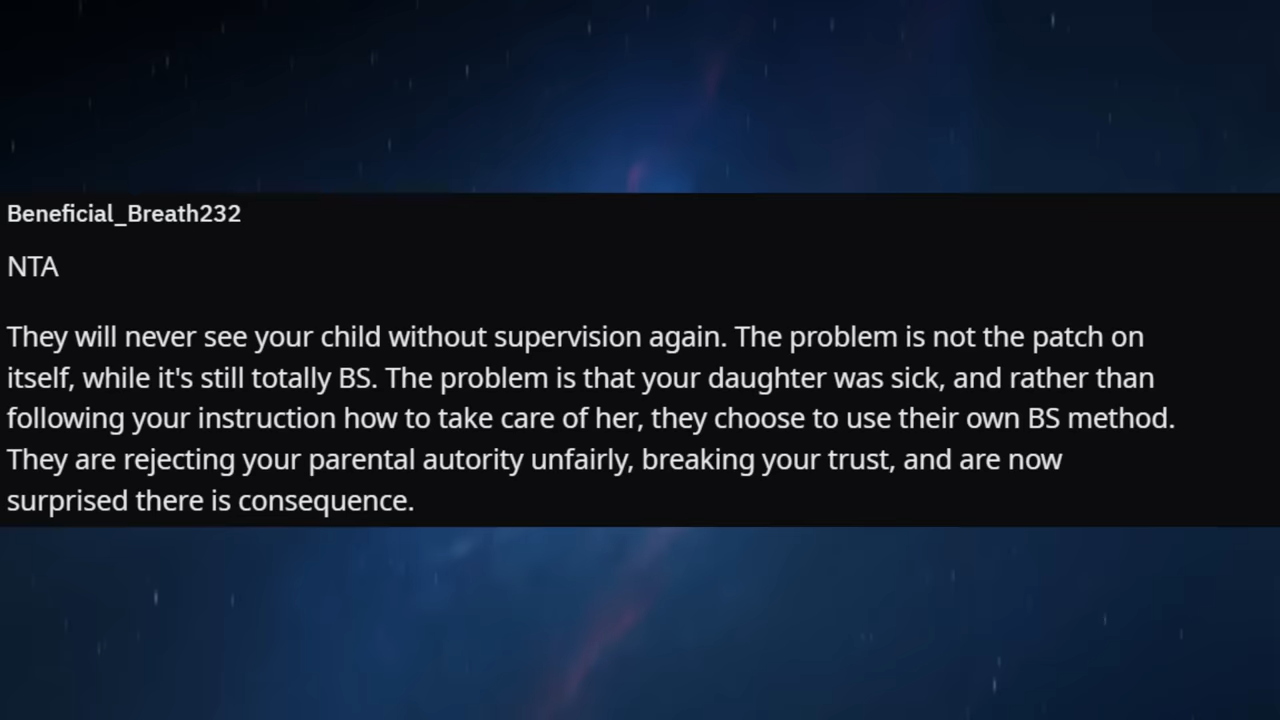 Beneficial_Breath232
NTA
They will never see your child without supervision again. The problem is not the patch on
itself, while it's still totally BS. The problem is that your daughter was sick, and rather than
following your instruction how to take care of her, they choose to use their own BS method.
They are rejecting your parental autority unfairly, breaking your trust, and are now
surprised there is consequence.